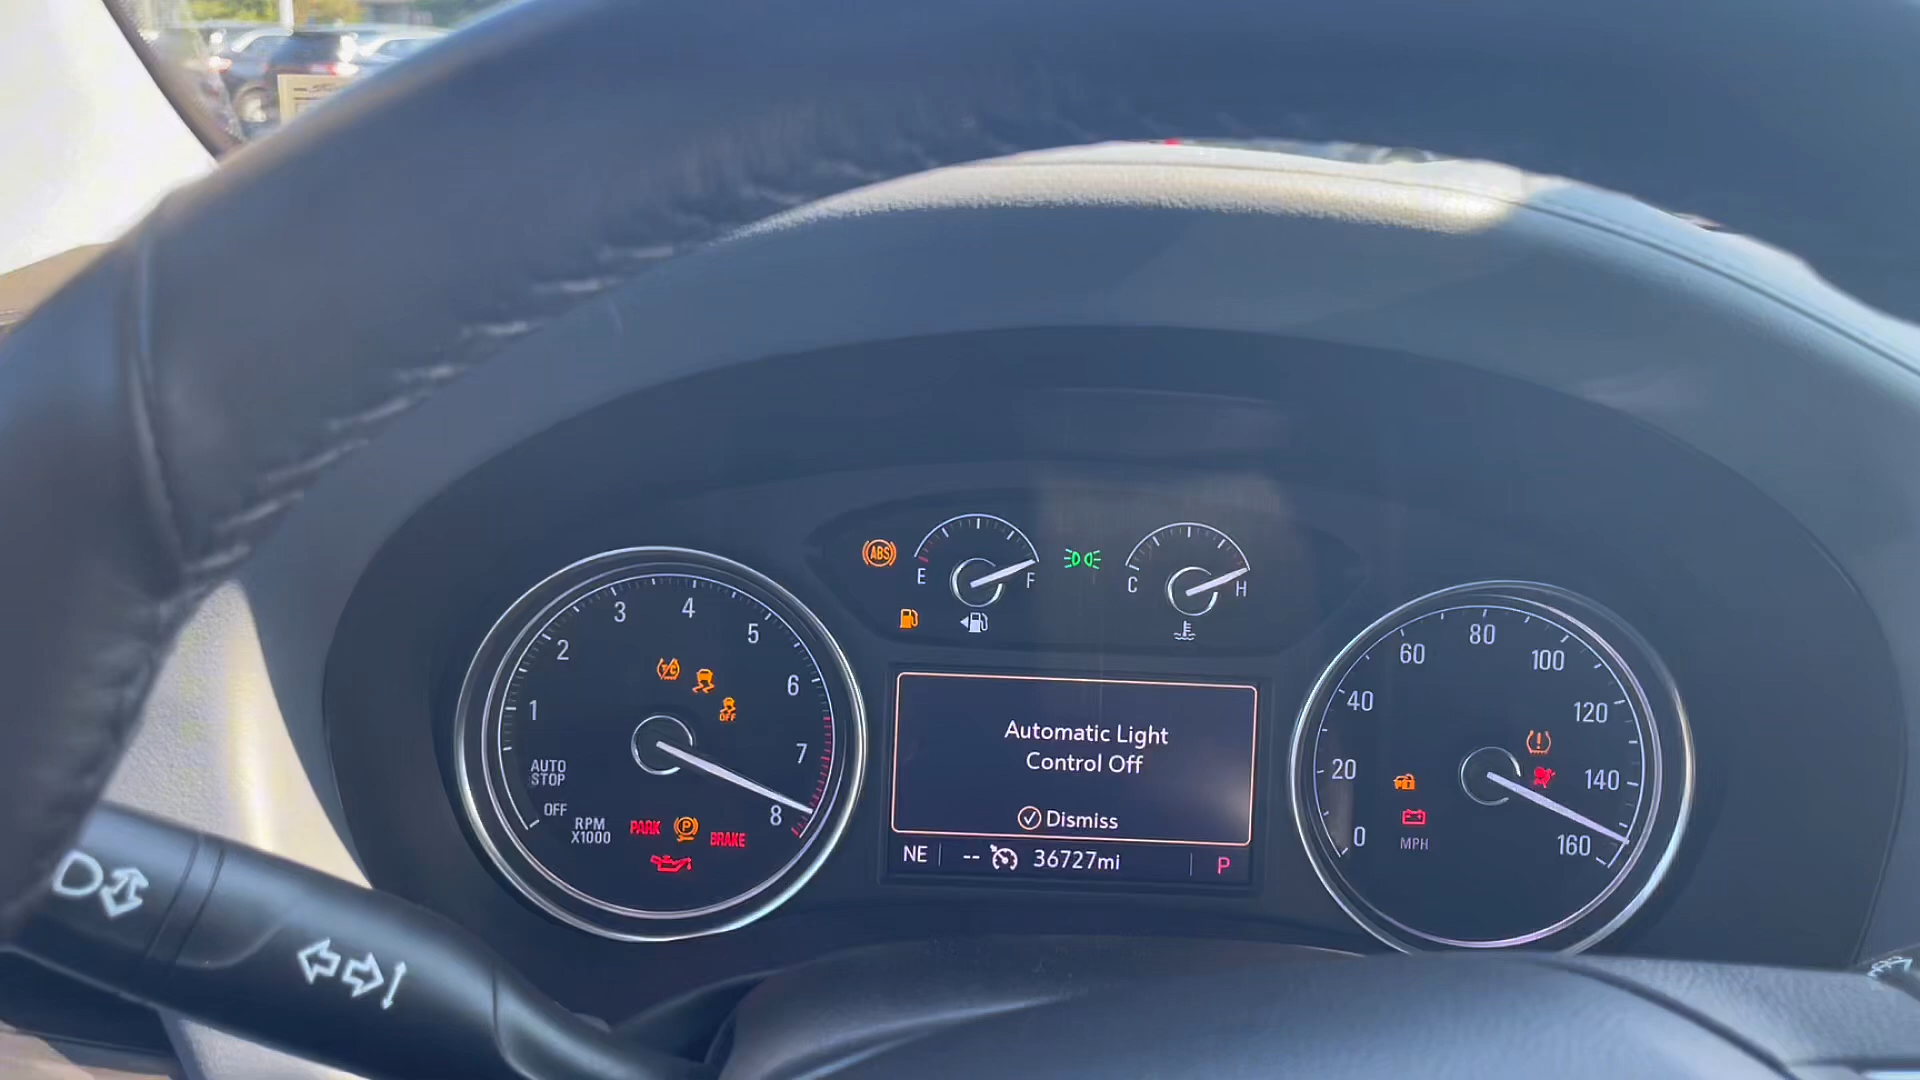 ABS
E
F
C
H
1
2
3
4
5
6
7
8
T/C
OFF
AUTO
STOP
OFF
RPM
X1000
PARK
P
BRAKE
Automatic Light
Control Off
Dismiss
NE -- 36727mi P
0
20
40
60
80
100
120
140
160
MPH